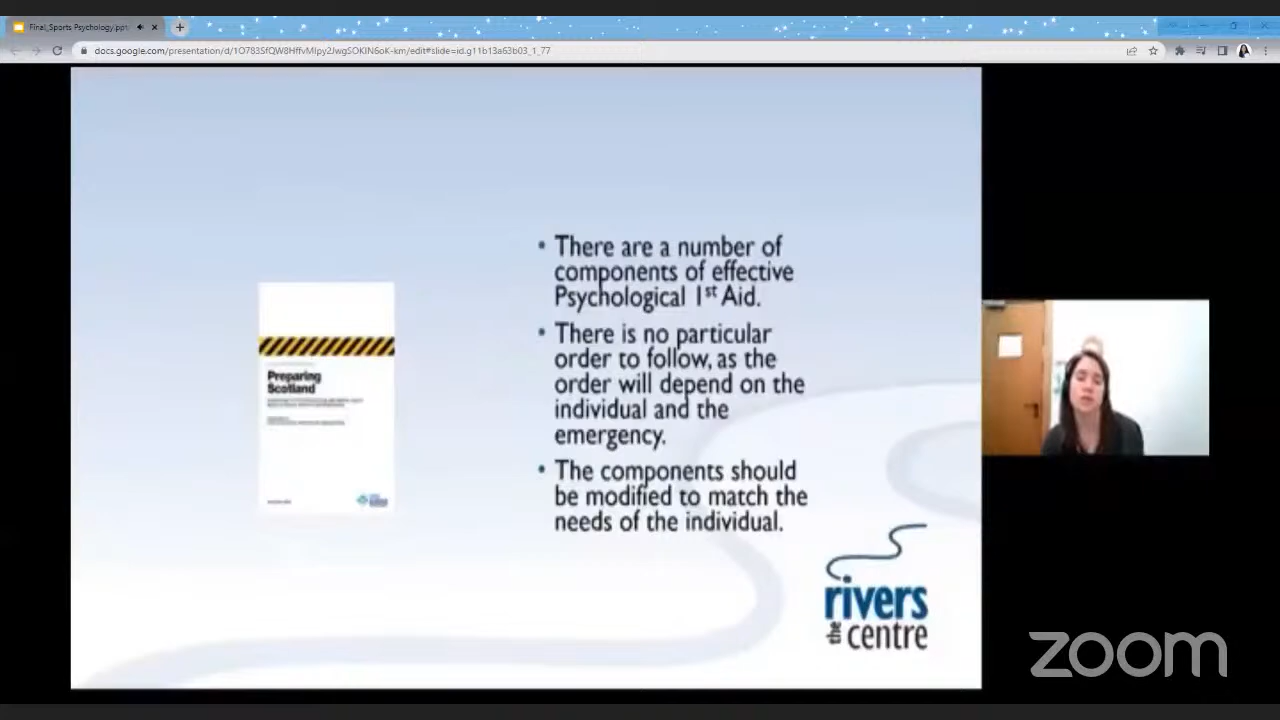 Final_Sports Psychology.ppt
docs.google.com/presentation/d/1O783SfQW8HffvMIpy2JwgSOKIN6oK-km/edit#slide=id.g11b13a63b03_1_77
Preparing
Scotland
• There are a number of
components of effective
Psychological 1st Aid.
• There is no particular
order to follow, as the
order will depend on the
individual and the
emergency.
• The components should
be modified to match the
needs of the individual.
rivers
the centre
zoom